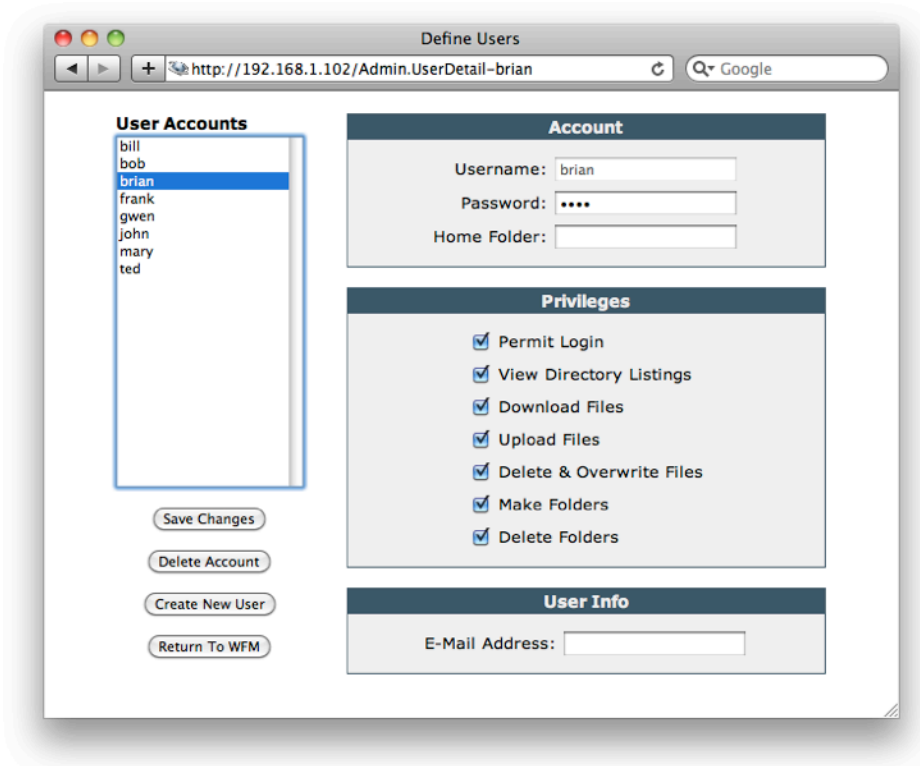 Define Users
http://192.168.1.102/Admin.UserDetail-brian
Google
User Accounts
bill
bob
brian
frank
gwen
john
mary
ted
Save Changes
Delete Account
Create New User
Return To WFM
Account
Username: brian
Password: ••••
Home Folder:
Privileges
Permit Login
View Directory Listings
Download Files
Upload Files
Delete & Overwrite Files
Make Folders
Delete Folders
User Info
E-Mail Address: